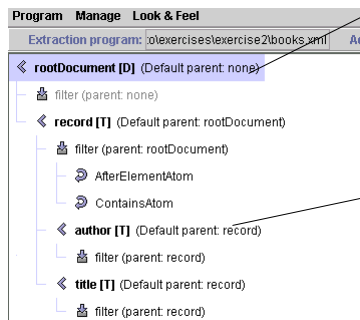 Program Manage Look & Feel
Extraction program: :o\exercises\exercise2\books.xml
rootDocument [D] (Default parent: none)
filter (parent: none)
record [T] (Default parent: rootDocument)
filter (parent: rootDocument)
AfterElementAtom
ContainsAtom
author [T] (Default parent: record)
filter (parent: record)
title [T] (Default parent: record)
filter (parent: record)